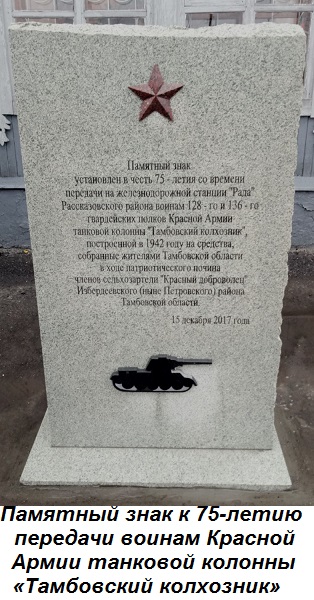 Памятный знак
установлен в честь 75 - летия со времени
передачи на железнодорожной станции "Рада"
Рассказовского района воинам 128 - го и 136 - го
гвардейских полков Красной Армии
танковой колонны "Тамбовский колхозник",
построенной в 1942 году на средства,
собранные жителями Тамбовской области
в ходе патриотического почина
членов сельхозартели "Красный доброволец"
Избердеевского (ныне Петровского) района
Тамбовской области.
15 декабря 2017 года
Памятный знак к 75-летию
передачи воинам Красной
Армии танковой колонны
«Тамбовский колхозник»